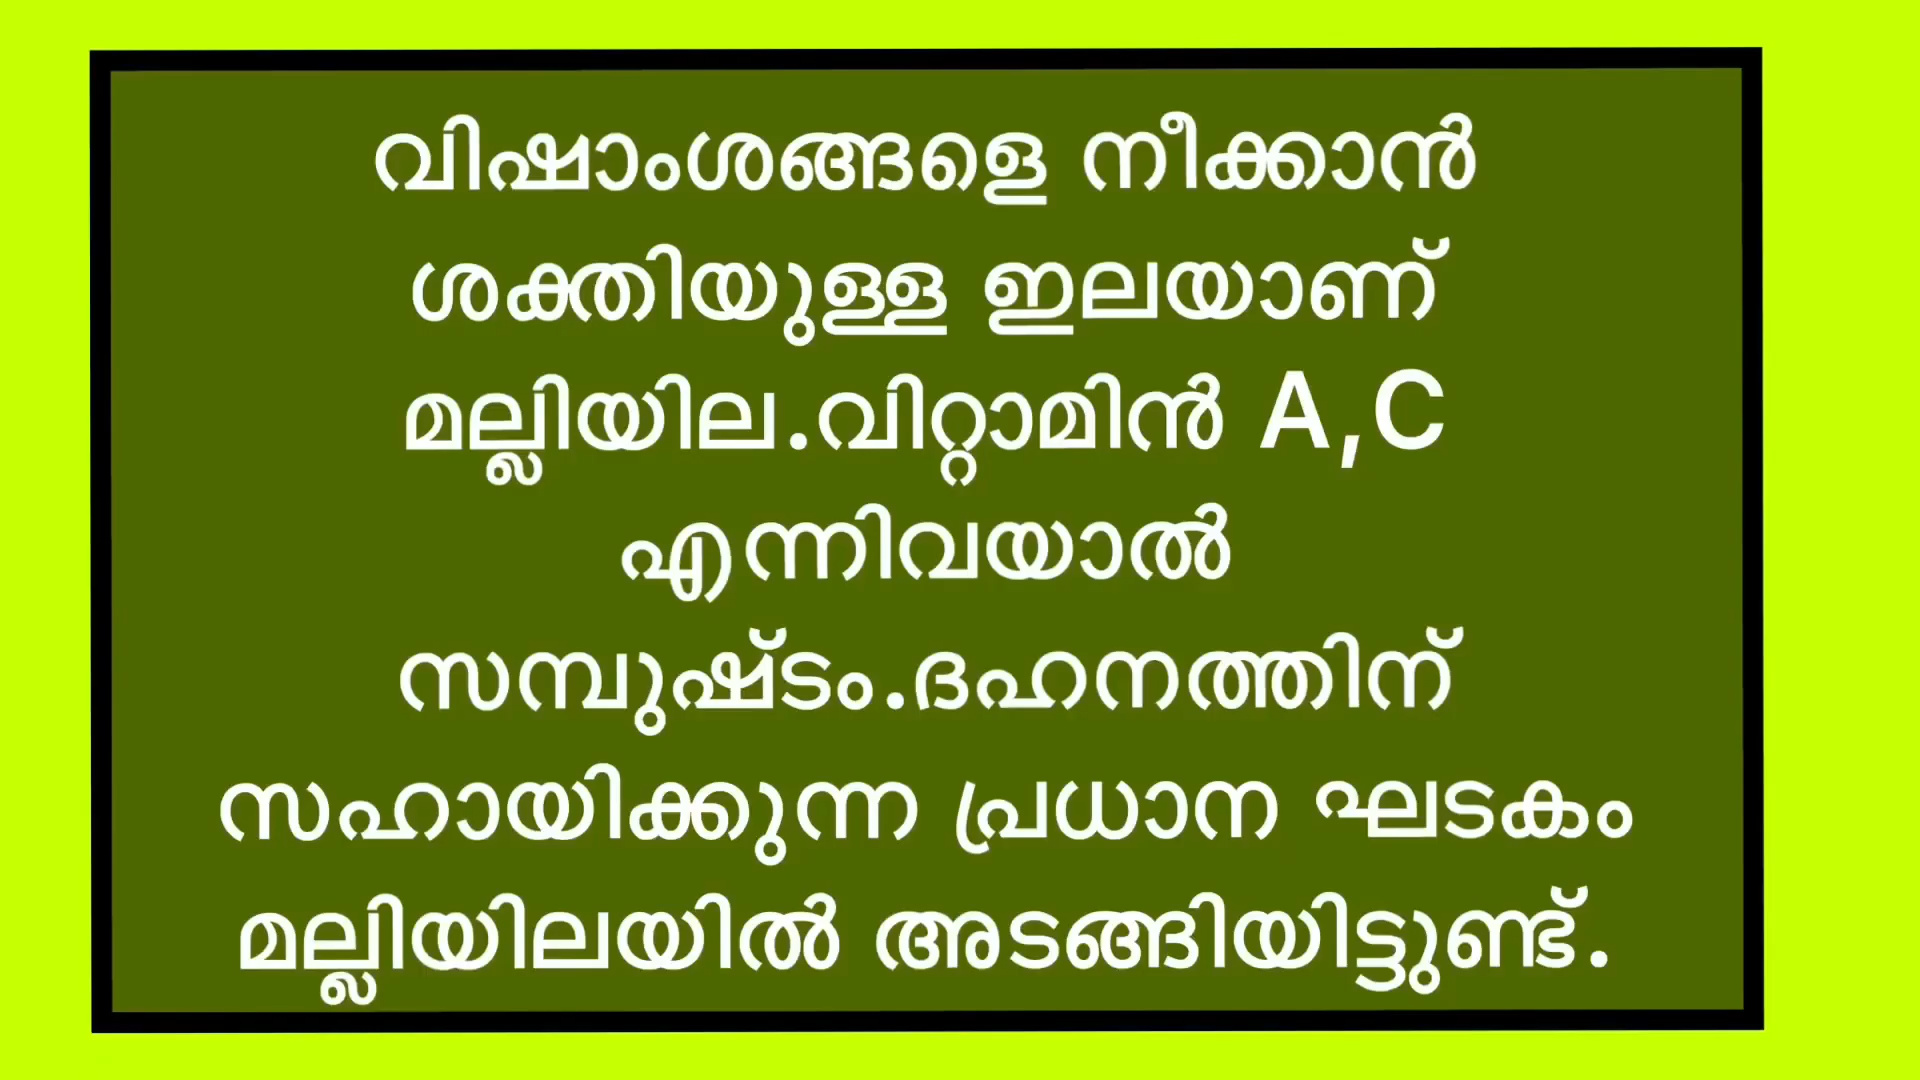 വിഷാംശങ്ങളെ നീക്കാൻ
ശക്തിയുള്ള ഇലയാണ്
മല്ലിയില.വിറ്റാമിൻ A,C
എന്നിവയാൽ
സമ്പുഷ്ടം.ദഹനത്തിന്
സഹായിക്കുന്ന പ്രധാന ഘടകം
മല്ലിയിലയിൽ അടങ്ങിയിട്ടുണ്ട്.